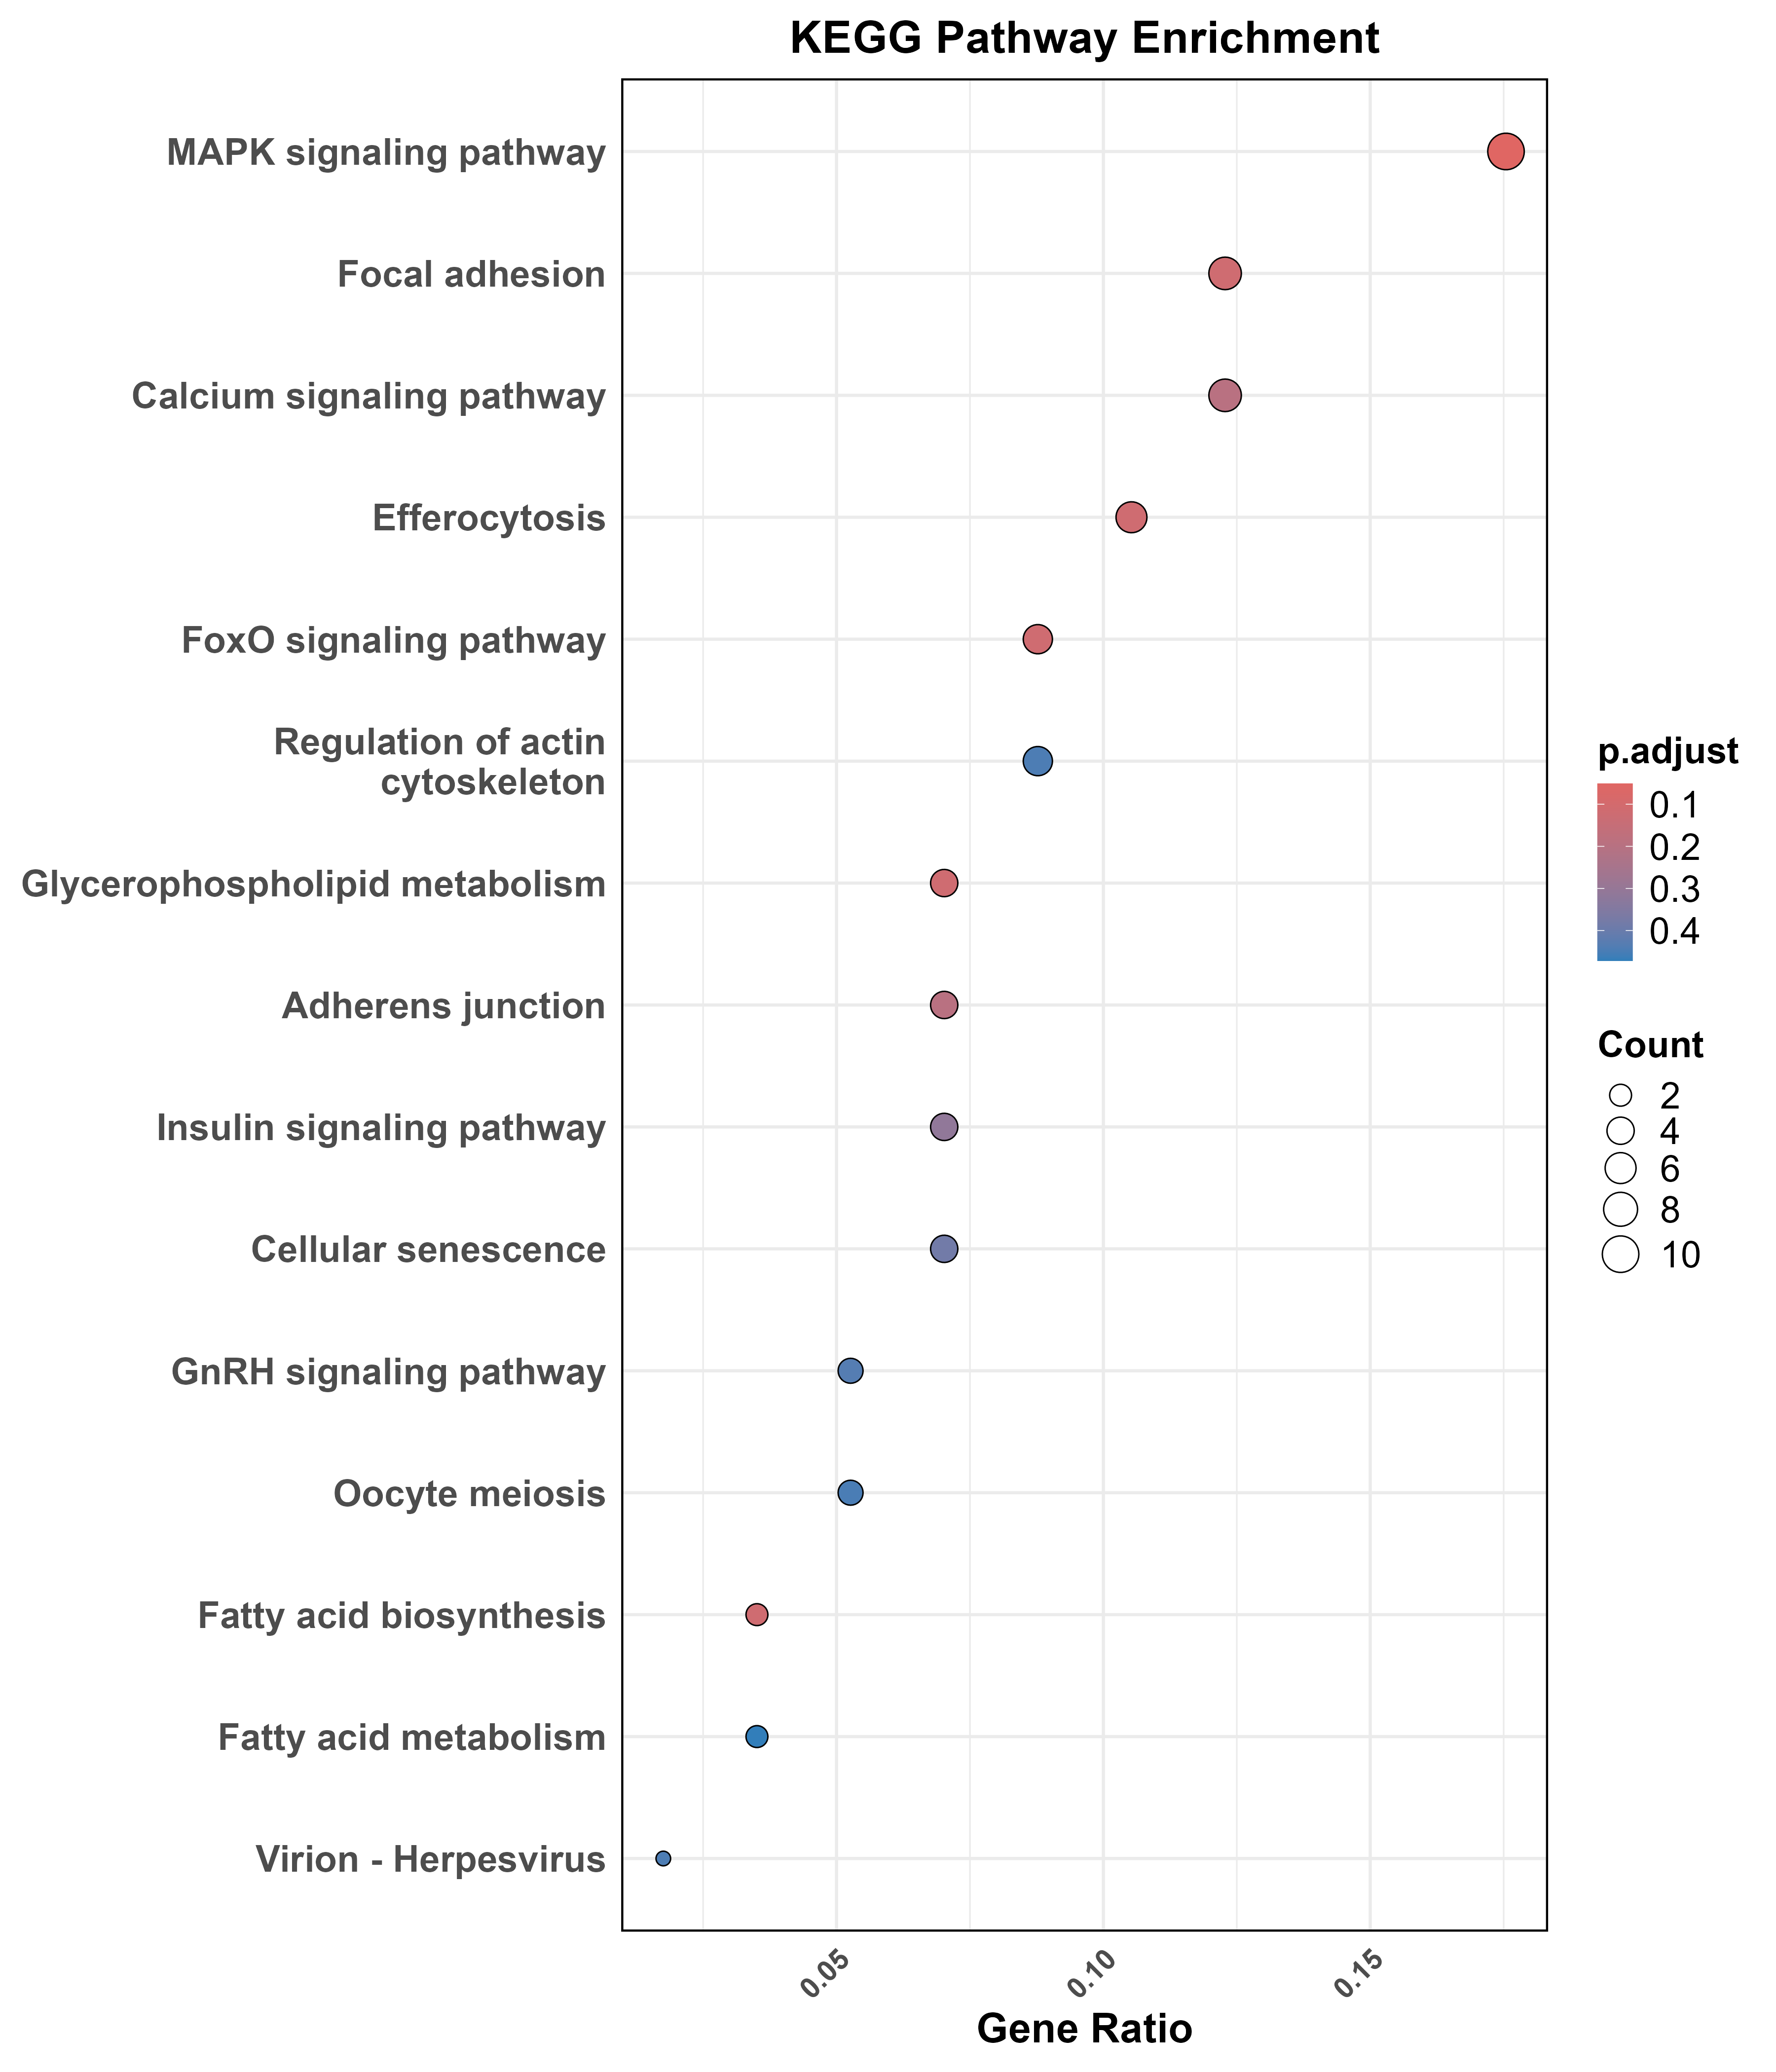 KEGG Pathway Enrichment
MAPK signaling pathway
Focal adhesion
Calcium signaling pathway
Efferocytosis
FoxO signaling pathway
Regulation of actin
cytoskeleton
Glycerophospholipid metabolism
Adherens junction
Insulin signaling pathway
Cellular senescence
GnRH signaling pathway
Oocyte meiosis
Fatty acid biosynthesis
Fatty acid metabolism
Virion - Herpesvirus
0.05
0.10
0.15
Gene Ratio
p.adjust
0.1
0.2
0.3
0.4
Count
2
4
6
8
10